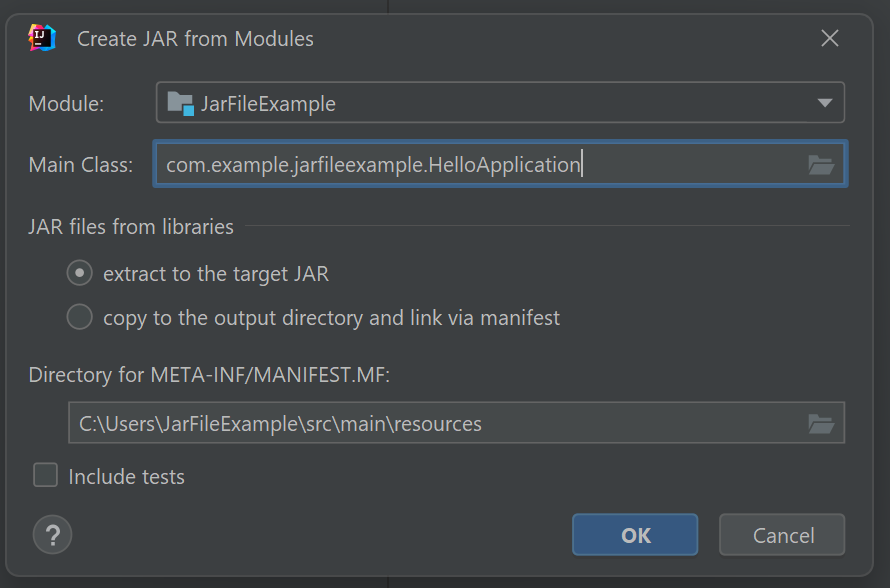 IJ
Create JAR from Modules
Module:
JarFileExample
Main Class:
com.example.jarfileexample.HelloApplication
JAR files from libraries
extract to the target JAR
copy to the output directory and link via manifest
Directory for META-INF/MANIFEST.MF:
C:\Users\JarFileExample\src\main\resources
Include tests
?
OK
Cancel